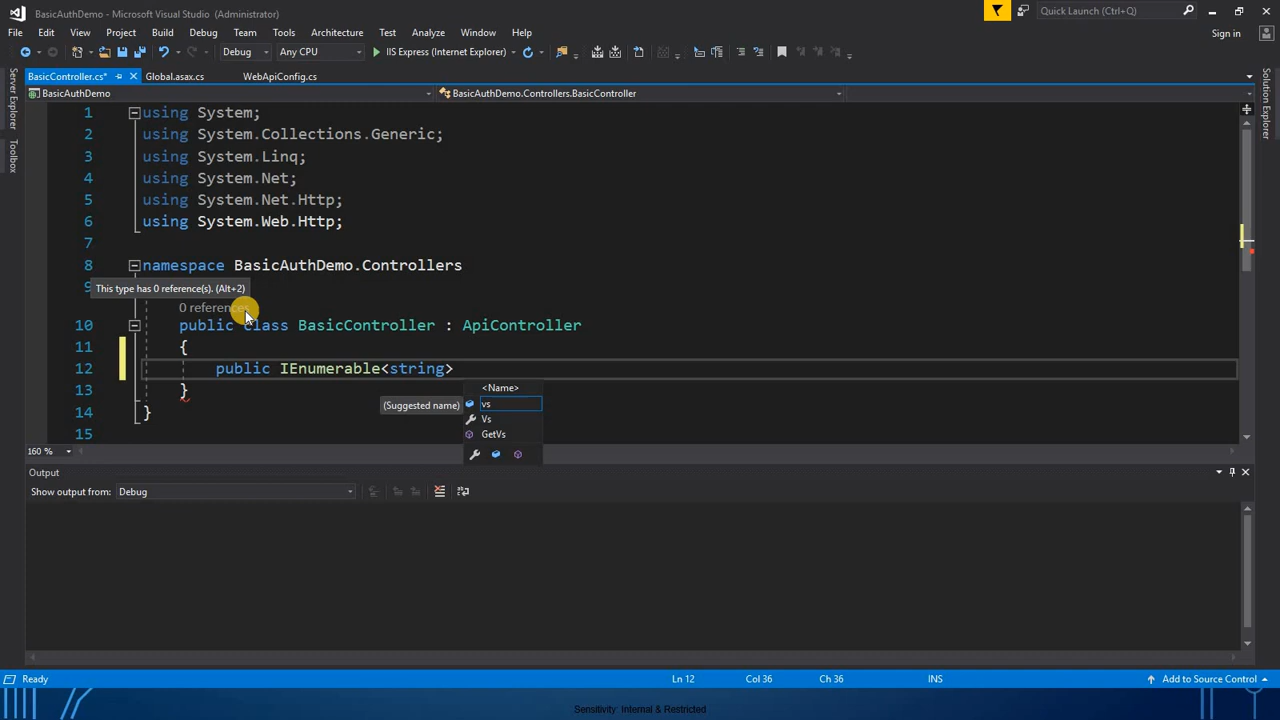 BasicAuthDemo - Microsoft Visual Studio (Administrator)
Quick Launch (Ctrl+Q)
File Edit View Project Build Debug Team Tools Architecture Test Analyze Window Help
Sign in
Debug Any CPU IIS Express (Internet Explorer)
BasicController.cs* Global.asax.cs WebApiConfig.cs
BasicAuthDemo BasicAuthDemo.Controllers.BasicController
Server Explorer
Toolbox
Solution Explorer
1 using System;
2 using System.Collections.Generic;
3 using System.Linq;
4 using System.Net;
5 using System.Net.Http;
6 using System.Web.Http;
7
8 namespace BasicAuthDemo.Controllers
9
This type has 0 reference(s). (Alt+2)
0 references
10 public class BasicController : ApiController
11 {
12 public IEnumerable<string>
13 }
14 }
15
<Name>
(Suggested name) vs
Vs
GetVs
160 %
Output
Show output from: Debug
Ready Ln 12 Col 36 Ch 36 INS Add to Source Control
Sensitivity: Internal & Restricted